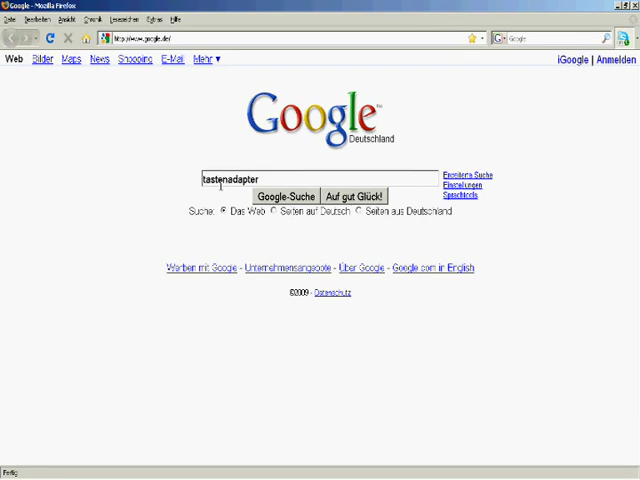 Google - Mozilla Firefox
Datei Bearbeiten Ansicht Chronik Lesezeichen Extras Hilfe
http://www.google.de/ Google
Web Bilder Maps News Shopping E-Mail Mehr ▼ iGoogle | Anmelden
Google™
Deutschland
tastenadapter
Erweiterte Suche
Google-Suche Auf gut Glück!
Einstellungen
Sprachtools
Suche: Das Web Seiten auf Deutsch Seiten aus Deutschland
Werben mit Google - Unternehmensangebote - Über Google - Google.com in English
©2009 - Datenschutz
Fertig